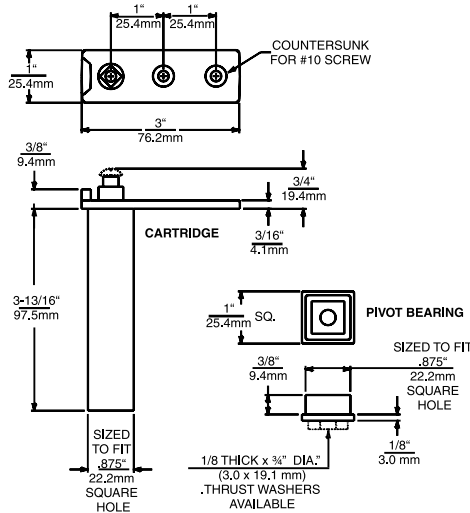 1“
25.4mm
1“
25.4mm
1“
25.4mm
COUNTERSUNK
FOR #10 SCREW
3“
76.2mm
3/8“
9.4mm
3/4“
19.4mm
3/16“
4.1mm
CARTRIDGE
3-13/16“
97.5mm
1“
25.4mm SQ.
PIVOT BEARING
SIZED TO FIT
.875“
22.2mm
SQUARE
HOLE
3/8“
9.4mm
1/8“
3.0 mm
SIZED
TO FIT
.875“
22.2mm
SQUARE
HOLE
1/8 THICK x ¾” DIA.”
(3.0 x 19.1 mm)
.THRUST WASHERS
AVAILABLE